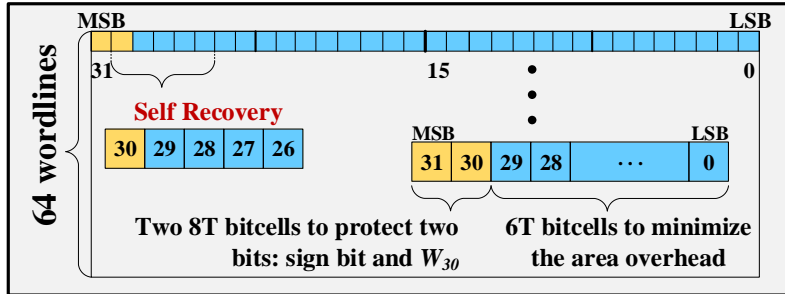 MSB LSB
31 15 0
64 wordlines
Self Recovery
30 29 28 27 26
MSB LSB
31 30 29 28 ... 0
Two 8T bitcells to protect two
bits: sign bit and W30
6T bitcells to minimize
the area overhead